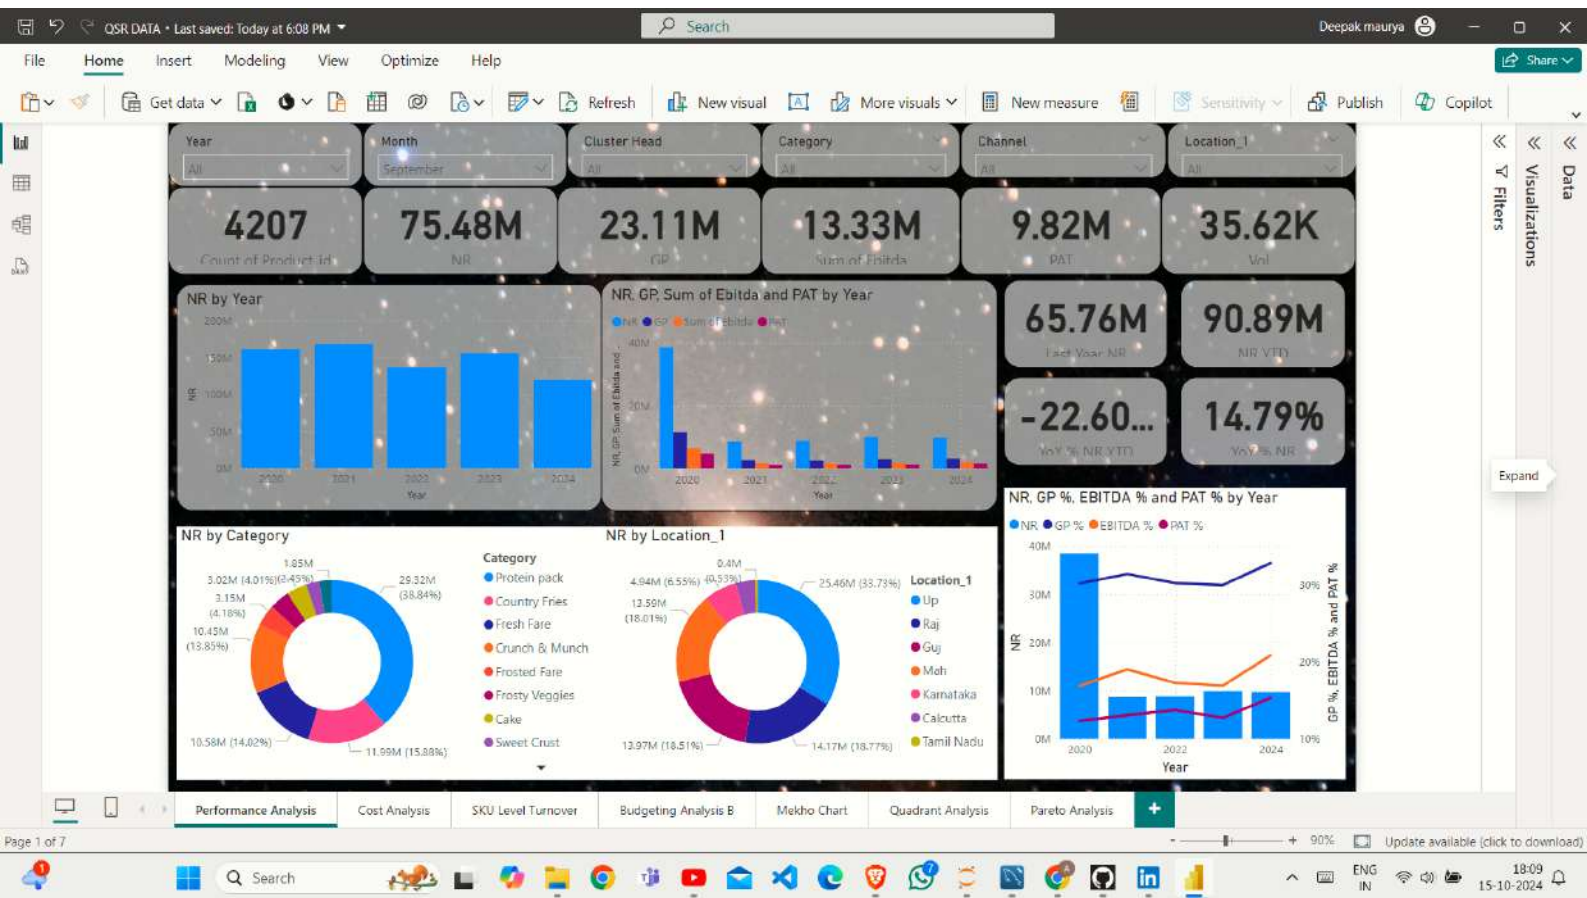 QSR DATA • Last saved: Today at 6:08 PM
Search
Deepak maurya
File Home Insert Modeling View Optimize Help
Share
Get data
Refresh
New visual
More visuals
New measure
Sensitivity
Publish
Copilot
Year Month Cluster Head Category Channel Location_1
All September All All All All
4207 75.48M 23.11M 13.33M 9.82M 35.62K
Count of Product_id NR GP Sum of Ebitda PAT Vol
NR by Year
200M
150M
100M
50M
0M
NR
2020 2021 2022 2023 2024
Year
NR, GP, Sum of Ebitda and PAT by Year
NR GP Sum of Ebitda PAT
40M
20M
0M
NR, GP, Sum of Ebitda and ...
2020 2021 2022 2023 2024
Year
65.76M 90.89M
Last Year NR NR YTD
-22.60... 14.79%
YoY % NR YTD YoY % NR
NR by Category
1.85M
(2.45%)
3.02M (4.01%)
3.15M
(4.18%)
10.45M
(13.85%)
10.58M (14.02%)
11.99M (15.88%)
29.32M
(38.84%)
Category
Protein pack
Country Fries
Fresh Fare
Crunch & Munch
Frosted Fare
Frosty Veggies
Cake
Sweet Crust
NR by Location_1
0.4M
(0.53%)
4.94M (6.55%)
13.59M
(18.01%)
13.97M (18.51%)
14.17M (18.77%)
25.46M (33.73%)
Location_1
Up
Raj
Guj
Mah
Karnataka
Calcutta
Tamil Nadu
NR, GP %, EBITDA % and PAT % by Year
NR GP % EBITDA % PAT %
40M
30M
20M
10M
0M
NR
30%
20%
10%
GP %, EBITDA % and PAT %
2020 2022 2024
Year
Filters
Visualizations
Data
Expand
Performance Analysis Cost Analysis SKU Level Turnover Budgeting Analysis B Mekho Chart Quadrant Analysis Pareto Analysis
Page 1 of 7
90%
Update available (click to download)
1
Search
7
A
ENG
IN
18:09
15-10-2024